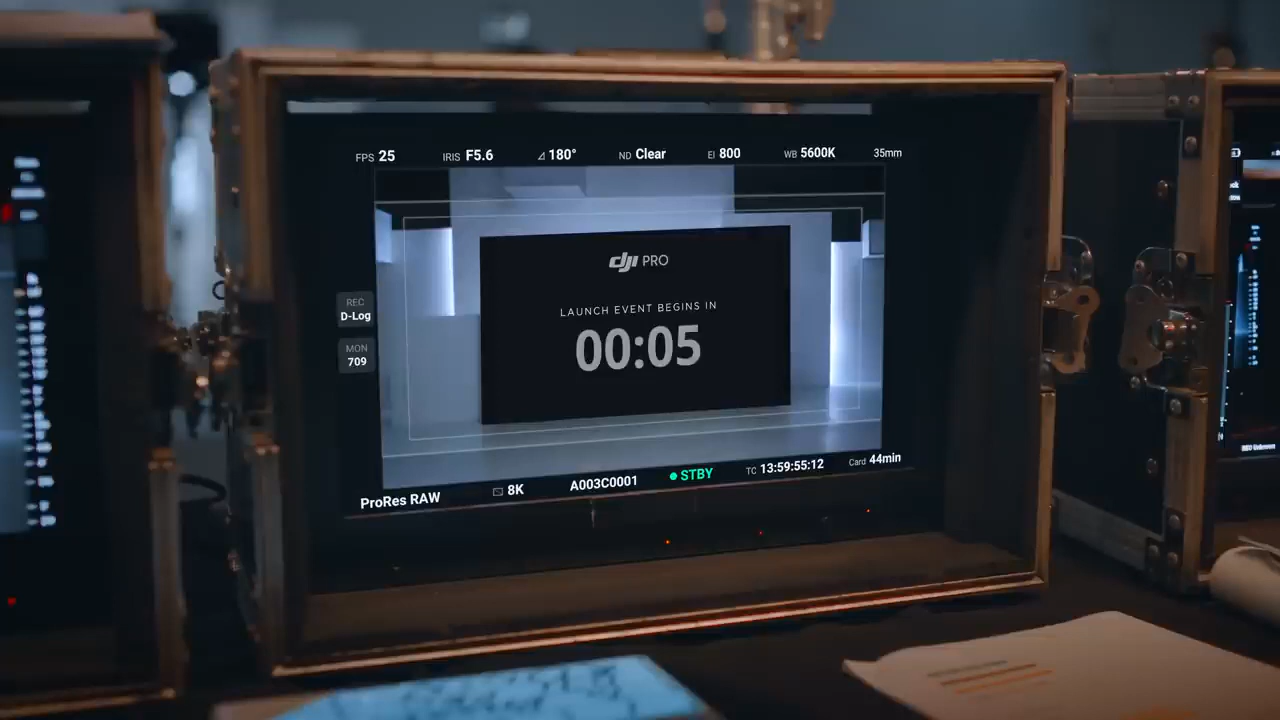 FPS 25 IRIS F5.6 ⊿ 180° ND Clear EI 800 WB 5600K 35mm
dji PRO
LAUNCH EVENT BEGINS IN
00:05
REC
D-Log
MON
709
ProRes RAW 8K A003C0001 STBY TC 13:59:55:12 Card 44min